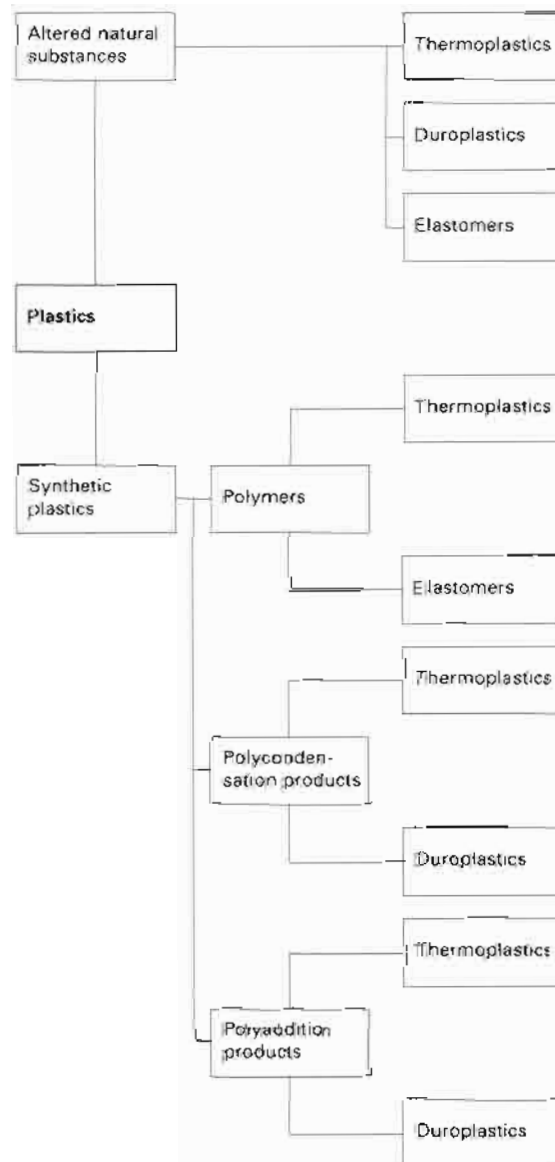 Altered natural
substances
Thermoplastics
Duroplastics
Elastomers
Plastics
Thermoplastics
Synthetic
plastics
Polymers
Elastomers
Thermoplastics
Polyconden-
sation products
Duroplastics
Thermoplastics
Polyaddition
products
Duroplastics